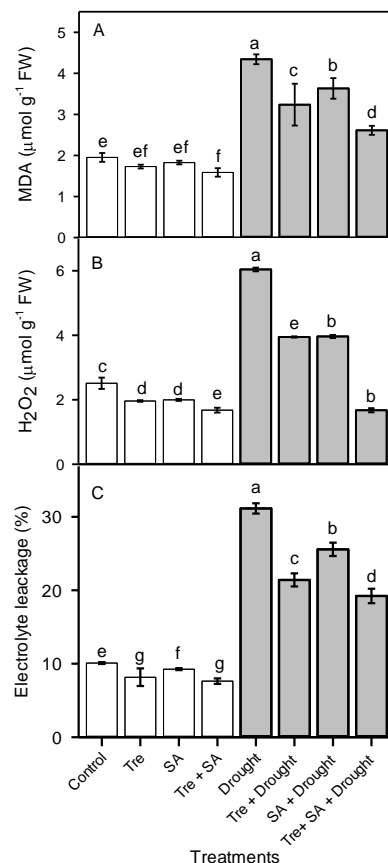 A
MDA (μmol g⁻¹ FW)
5
4
3
2
1
0
e
ef
ef
f
a
c
b
d
B
H₂O₂ (μmol g⁻¹ FW)
6
4
2
0
c
d
d
e
a
e
b
b
C
Electrolyte leackage (%)
30
20
10
0
e
g
f
g
a
c
b
d
Control
Tre
SA
Tre + SA
Drought
Tre + Drought
SA + Drought
Tre+ SA + Drought
Treatments